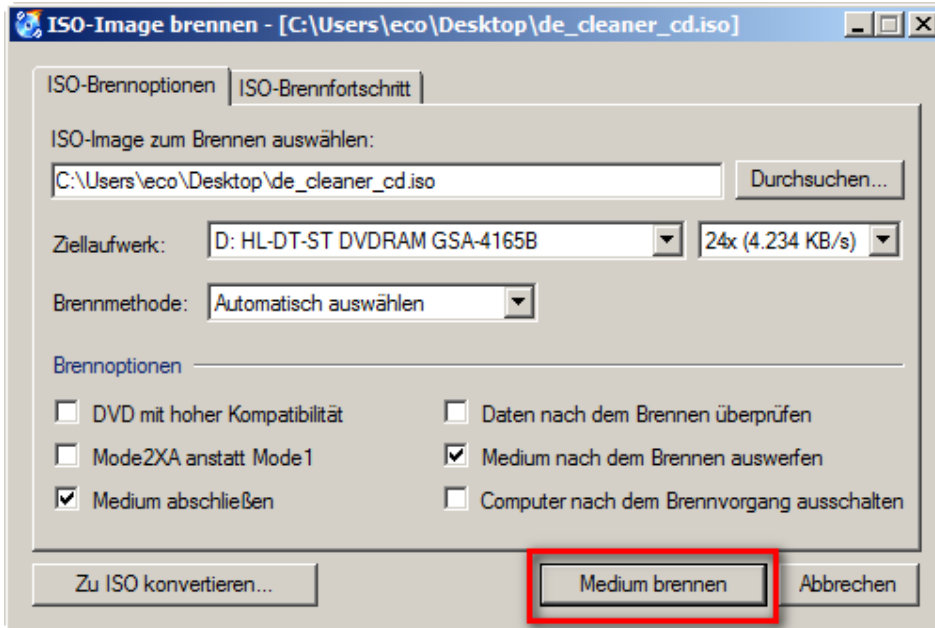 ISO-Image brennen - [C:\Users\eco\Desktop\de_cleaner_cd.iso]
ISO-Brennoptionen ISO-Brennfortschritt
ISO-Image zum Brennen auswählen:
C:\Users\eco\Desktop\de_cleaner_cd.iso Durchsuchen...
Ziellaufwerk: D: HL-DT-ST DVDRAM GSA-4165B 24x (4.234 KB/s)
Brennmethode: Automatisch auswählen
Brennoptionen
DVD mit hoher Kompatibilität Daten nach dem Brennen überprüfen
Mode2XA anstatt Mode1 Medium nach dem Brennen auswerfen
Medium abschließen Computer nach dem Brennvorgang ausschalten
Zu ISO konvertieren... Medium brennen Abbrechen